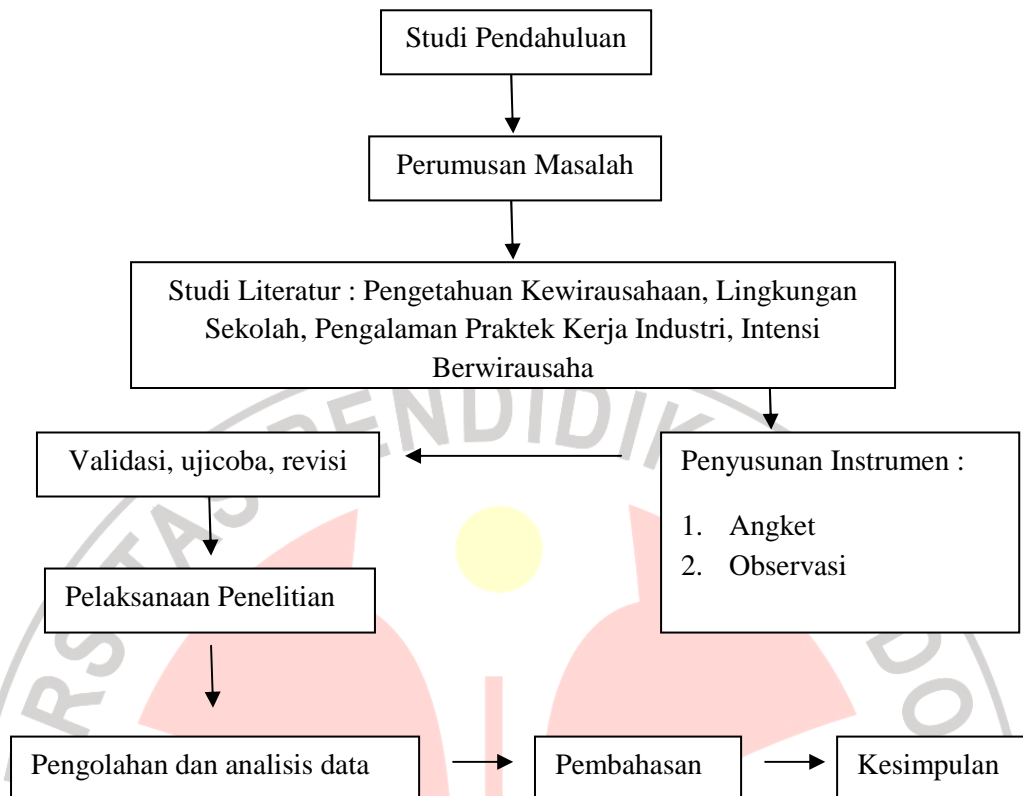 Studi Pendahuluan
Perumusan Masalah
Studi Literatur : Pengetahuan Kewirausahaan, Lingkungan
Sekolah, Pengalaman Praktek Kerja Industri, Intensi
Berwirausaha
Validasi, ujicoba, revisi
Penyusunan Instrumen :
1. Angket
2. Observasi
Pelaksanaan Penelitian
Pengolahan dan analisis data
Pembahasan
Kesimpulan